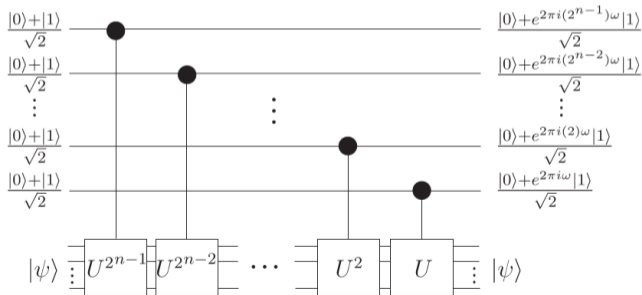 (|0⟩+|1⟩)/√2 (|0⟩+e^{2πi(2^{n−1})ω}|1⟩)/√2
(|0⟩+|1⟩)/√2 (|0⟩+e^{2πi(2^{n−2})ω}|1⟩)/√2
⋮ ⋮ ⋮
(|0⟩+|1⟩)/√2 (|0⟩+e^{2πi(2)ω}|1⟩)/√2
(|0⟩+|1⟩)/√2 (|0⟩+e^{2πiω}|1⟩)/√2
|ψ⟩ ⋮ U^{2^{n−1}} U^{2^{n−2}} ⋯ U^2 U ⋮ |ψ⟩